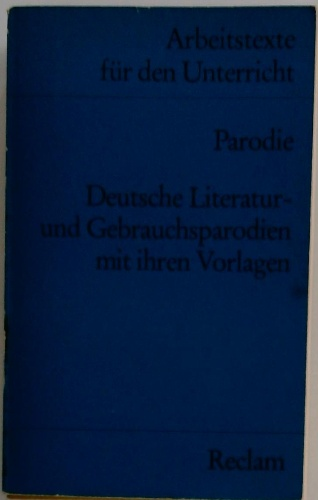 Arbeitstexte
für den Unterricht
Parodie
Deutsche Literatur-
und Gebrauchsparodien
mit ihren Vorlagen
Reclam